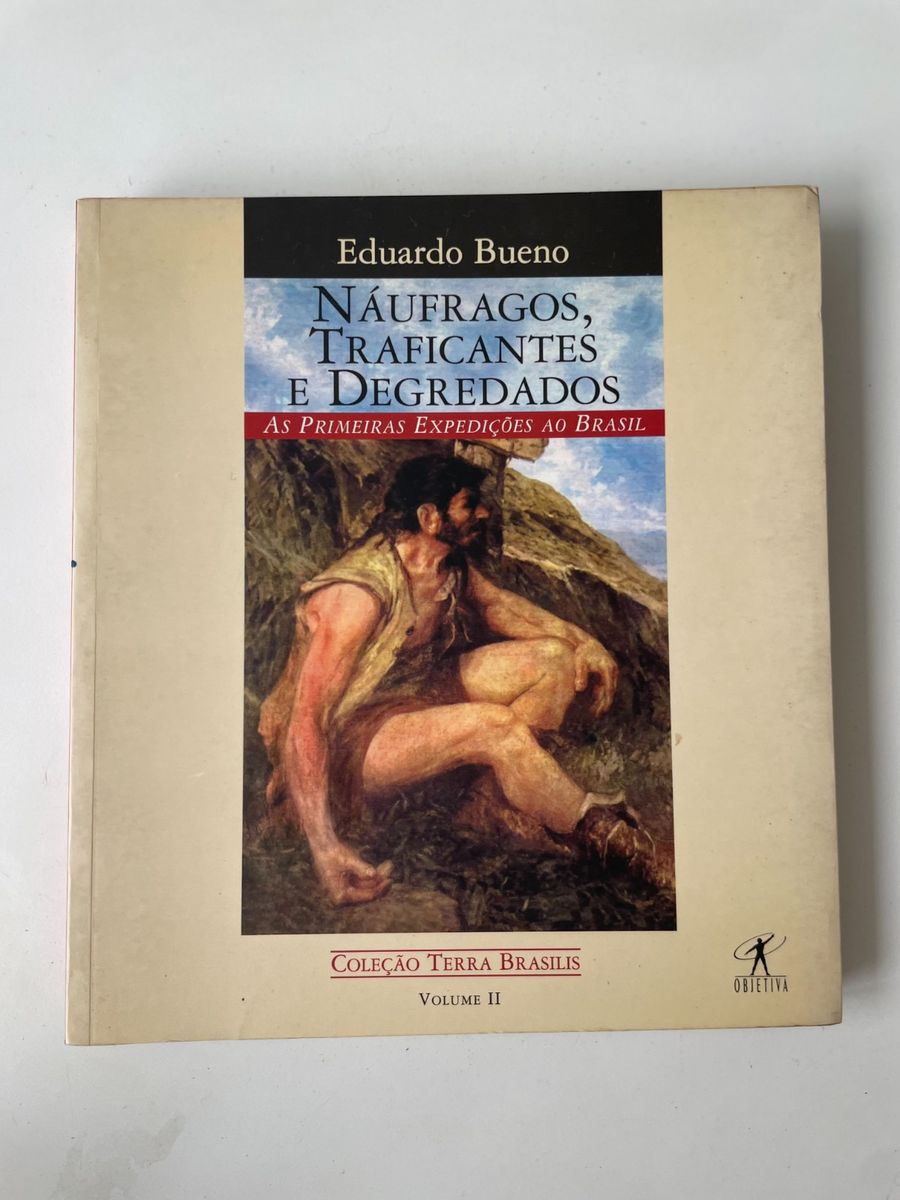 Eduardo Bueno
NÁUFRAGOS,
TRAFICANTES
E DEGREDADOS
AS PRIMEIRAS EXPEDIÇÕES AO BRASIL
COLEÇÃO TERRA BRASILIS
VOLUME II
OBJETIVA